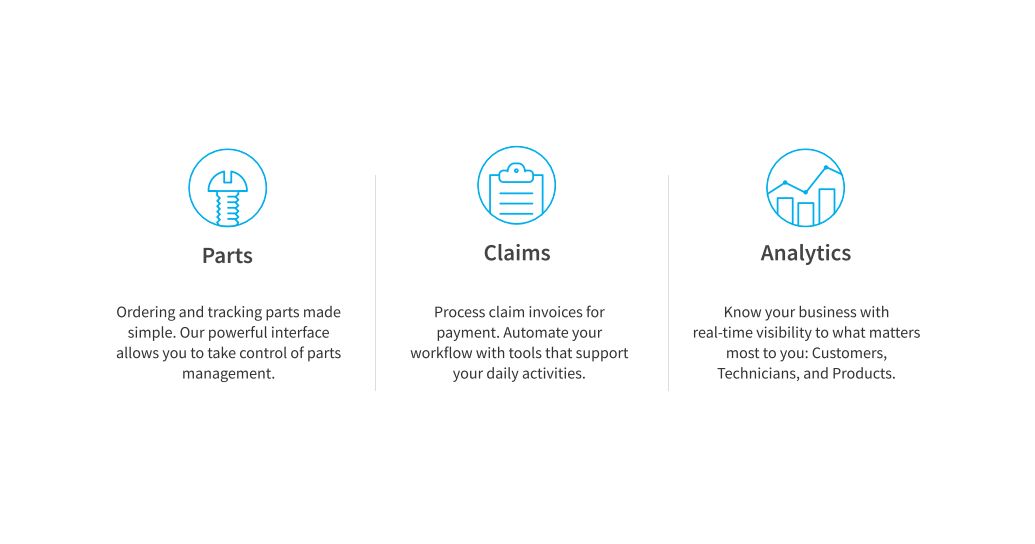 Parts
Ordering and tracking parts made
simple. Our powerful interface
allows you to take control of parts
management.
Claims
Process claim invoices for
payment. Automate your
workflow with tools that support
your daily activities.
Analytics
Know your business with
real-time visibility to what matters
most to you: Customers,
Technicians, and Products.